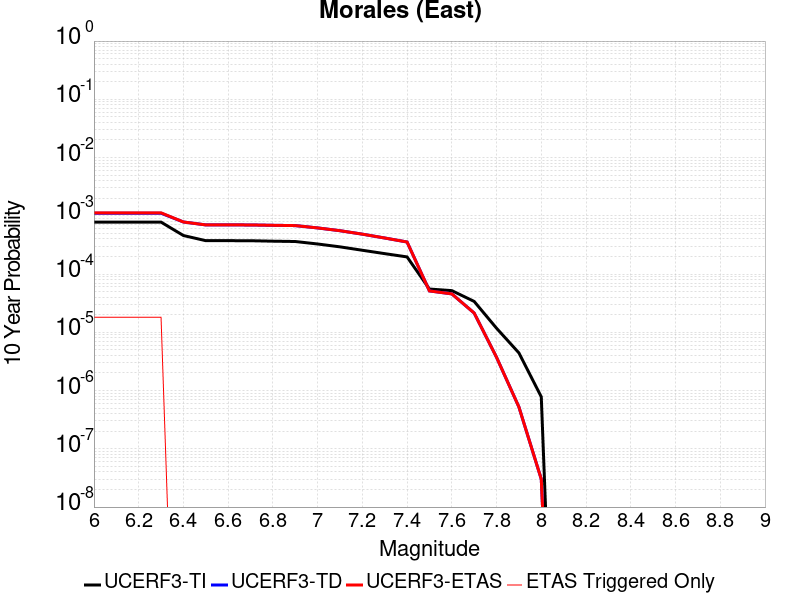 Morales (East)
10 0
10 -1
10 -2
10 -3
10 -4
10 -5
10 -6
10 -7
10 -8
10 Year Probability
6 6.2 6.4 6.6 6.8 7 7.2 7.4 7.6 7.8 8 8.2 8.4 8.6 8.8 9
Magnitude
UCERF3-TI UCERF3-TD UCERF3-ETAS ETAS Triggered Only